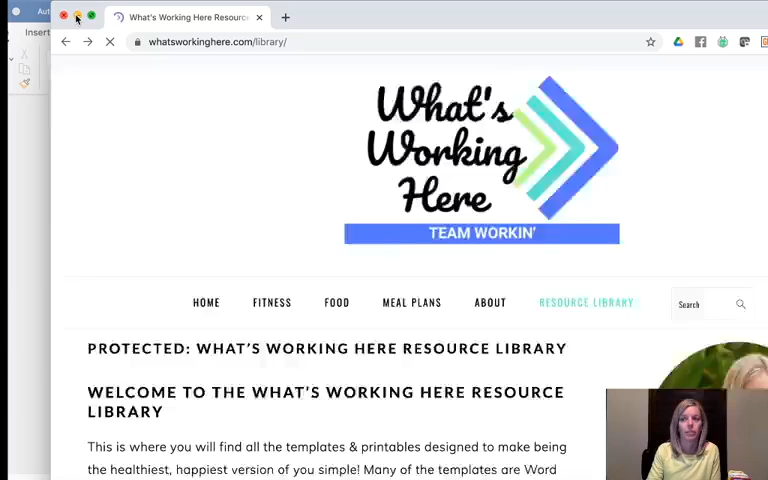 Aut
Insert
What's Working Here Resource
whatsworkinghere.com/library/
What's
Working
Here
TEAM WORKIN'
HOME FITNESS FOOD MEAL PLANS ABOUT RESOURCE LIBRARY Search
PROTECTED: WHAT'S WORKING HERE RESOURCE LIBRARY
WELCOME TO THE WHAT'S WORKING HERE RESOURCE
LIBRARY
This is where you will find all the templates & printables designed to make being
the healthiest, happiest version of you simple! Many of the templates are Word